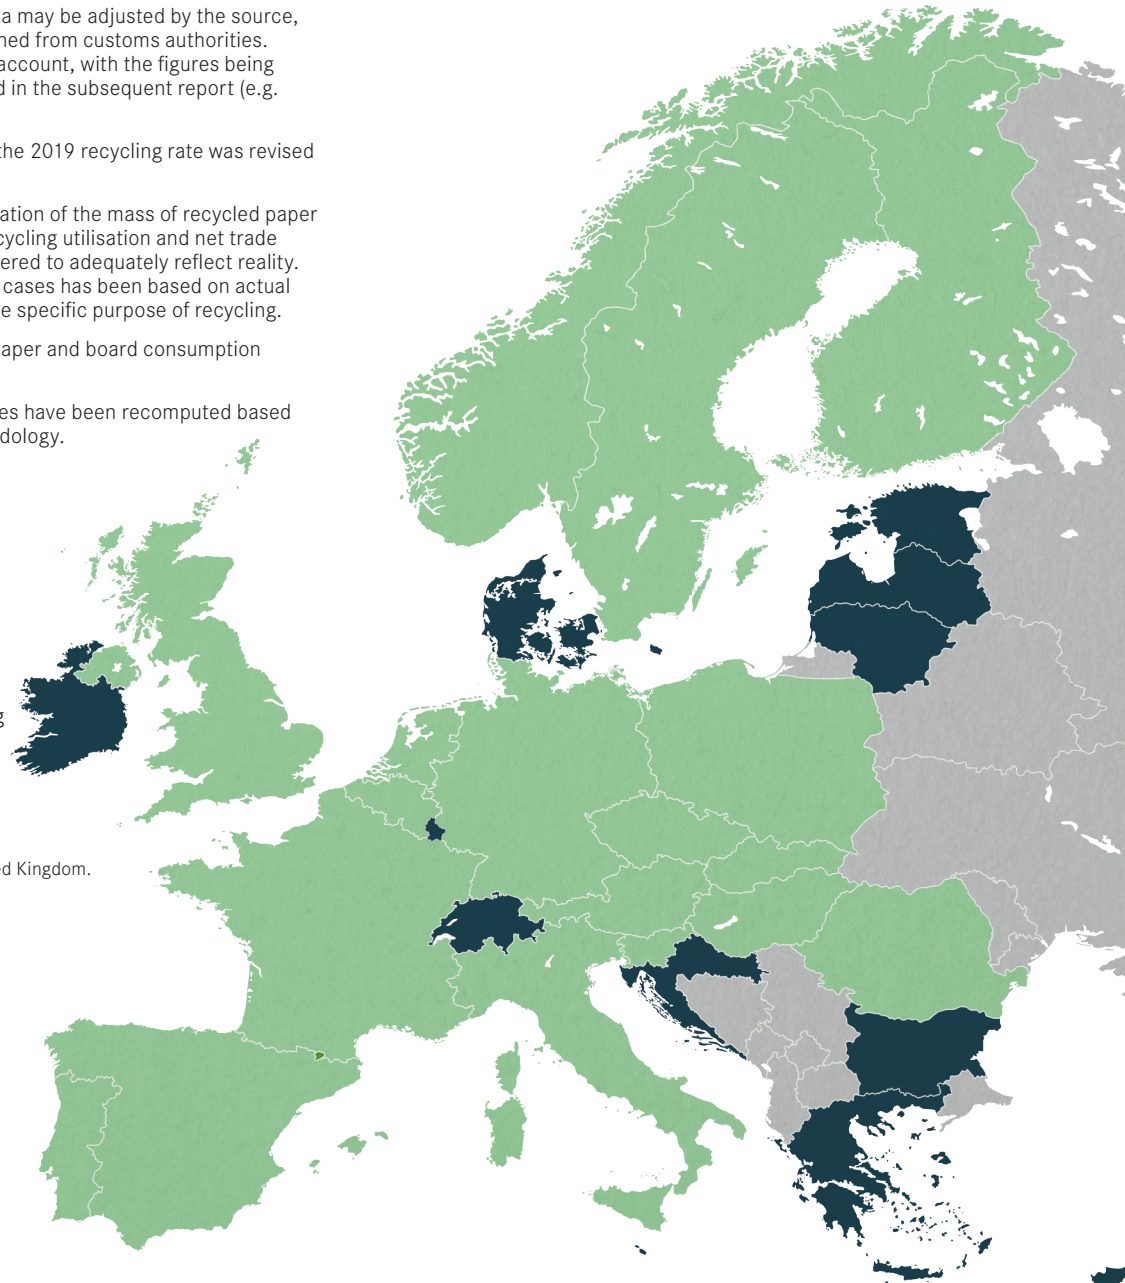 ta may be adjusted by the source,
ned from customs authorities.
account, with the figures being
d in the subsequent report (e.g.
the 2019 recycling rate was revised
ation of the mass of recycled paper
cycling utilisation and net trade
ered to adequately reflect reality.
cases has been based on actual
e specific purpose of recycling.
aper and board consumption
es have been recomputed based
dology.
g
ed Kingdom.